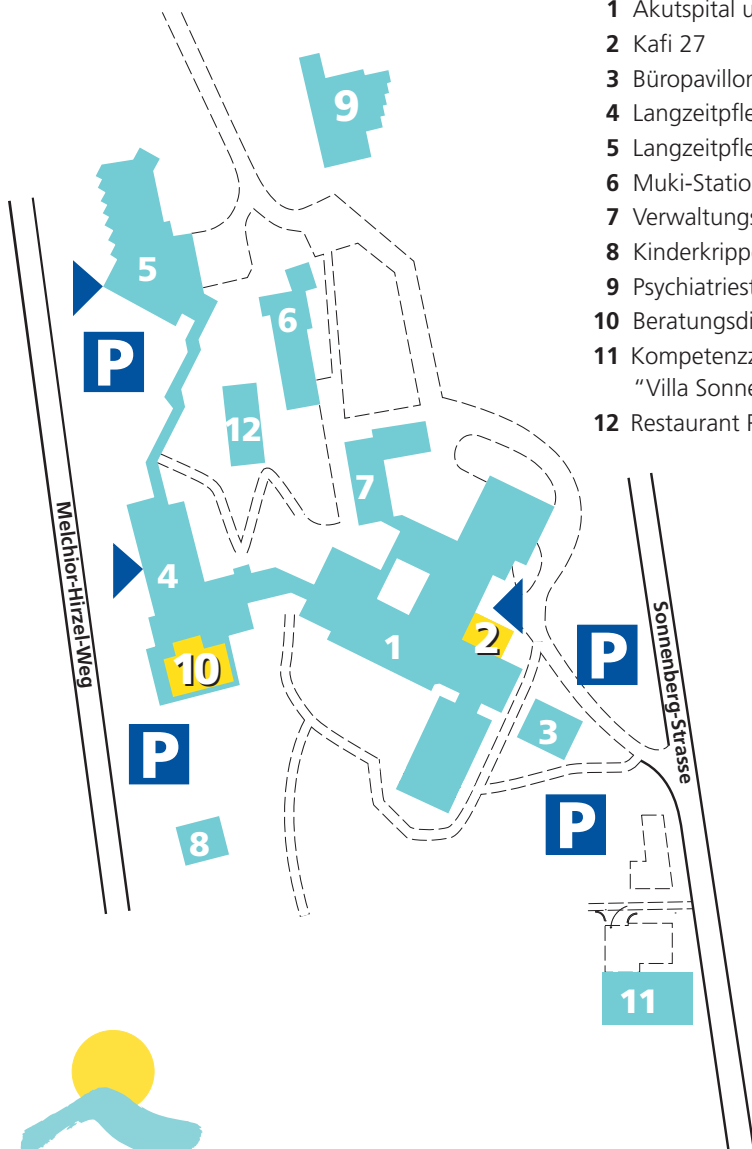 1 Akutspital u
2 Kafi 27
3 Büropavillon
4 Langzeitpfle
5 Langzeitpfle
6 Muki-Statio
7 Verwaltungs
8 Kinderkripp
9 Psychiatriest
10 Beratungsdi
11 Kompetenzz
“Villa Sonne
12 Restaurant
9
5
6
P
12
7
Melchior-Hirzel-Weg
4
1
2
10
P
Sonnenberg-Strasse
3
P
P
8
11